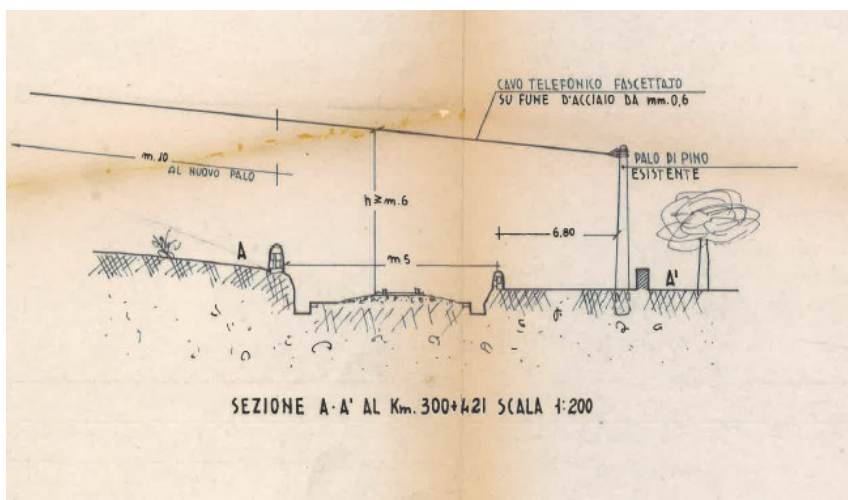 CAVO TELEFONICO FASCETTATO
SU FUNE D'ACCIAIO DA mm.0,6
m.10
AL NUOVO PALO
PALO DI PINO
ESISTENTE
h≥m.6
6,80
A
m 5
A'
SEZIONE A-A' AL Km. 300+421 SCALA 1:200